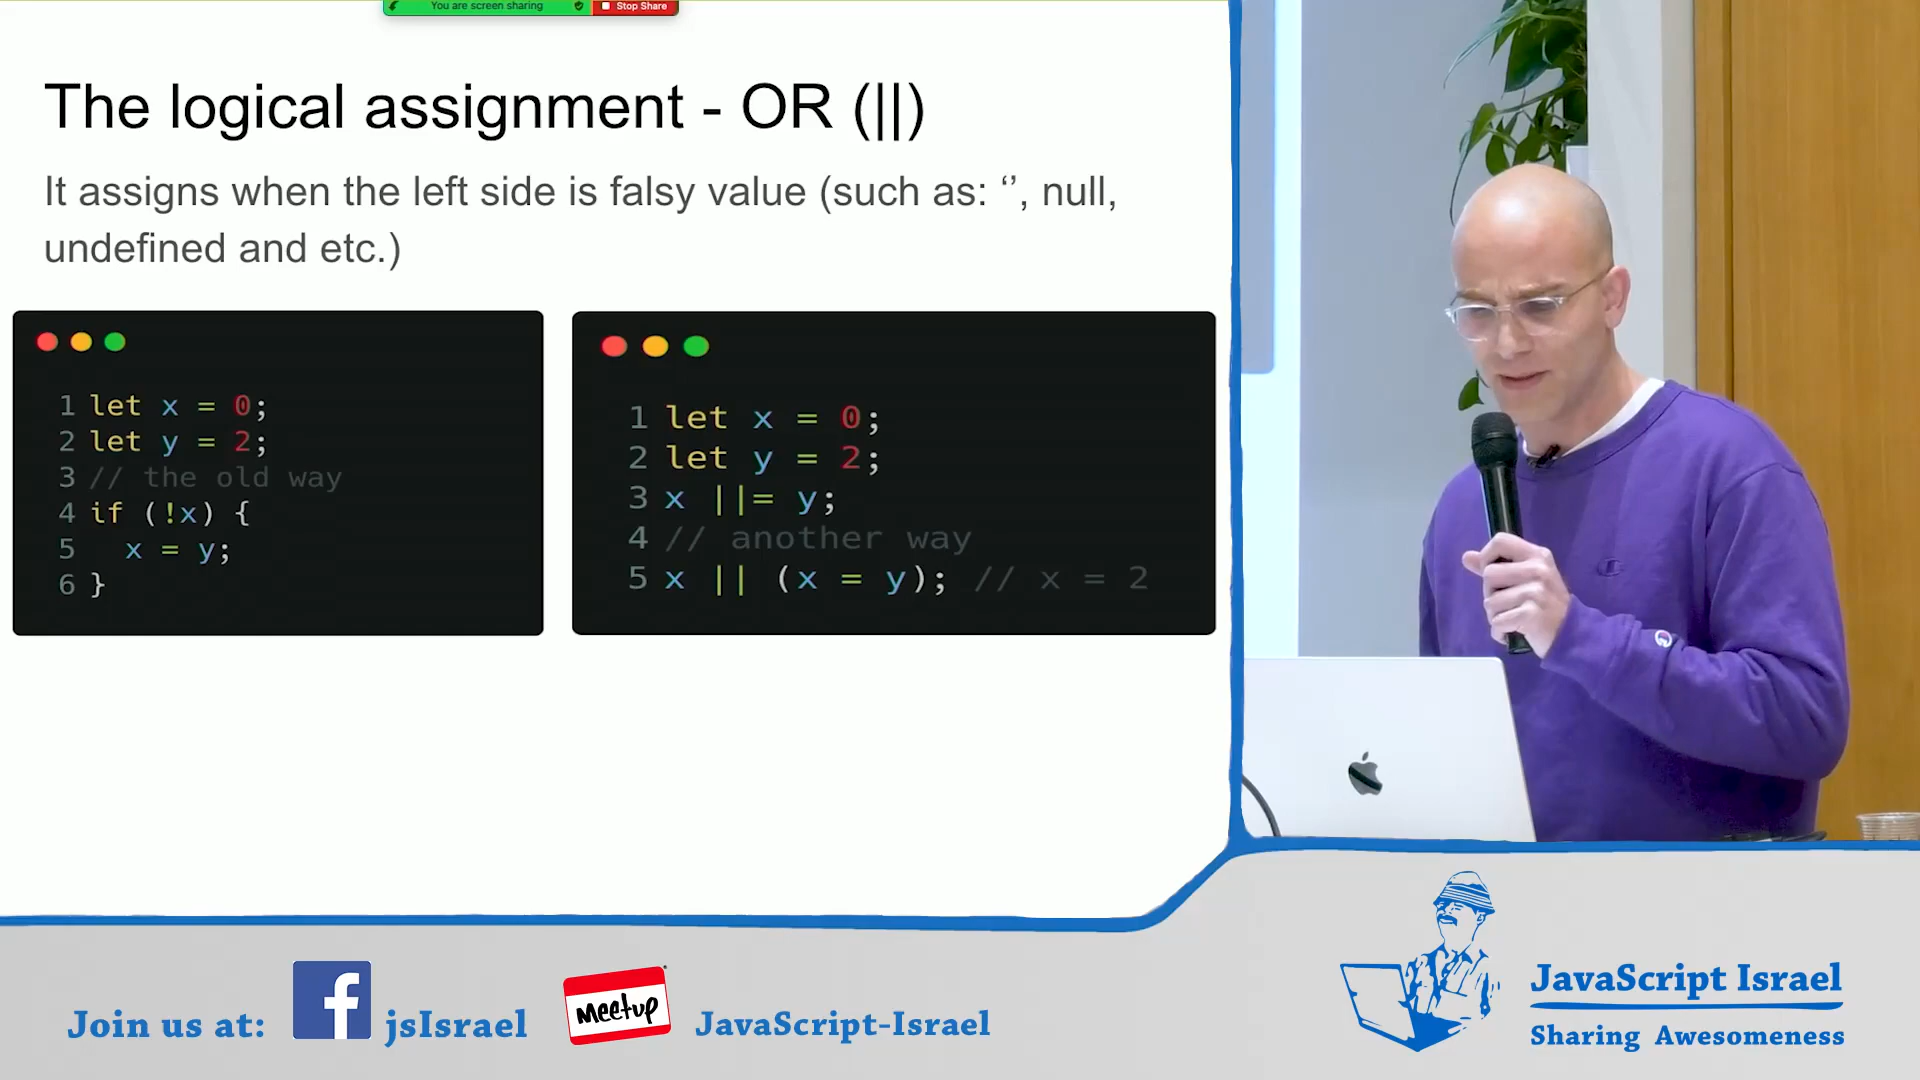 You are screen sharing
Stop Share
The logical assignment - OR (||)
It assigns when the left side is falsy value (such as: ‘’, null,
undefined and etc.)
1 let x = 0;
2 let y = 2;
3 // the old way
4 if (!x) {
5   x = y;
6 }
1 let x = 0;
2 let y = 2;
3 x ||= y;
4 // another way
5 x || (x = y); // x = 2
Join us at:
f
jsIsrael
meetup
JavaScript-Israel
JavaScript Israel
Sharing Awesomeness